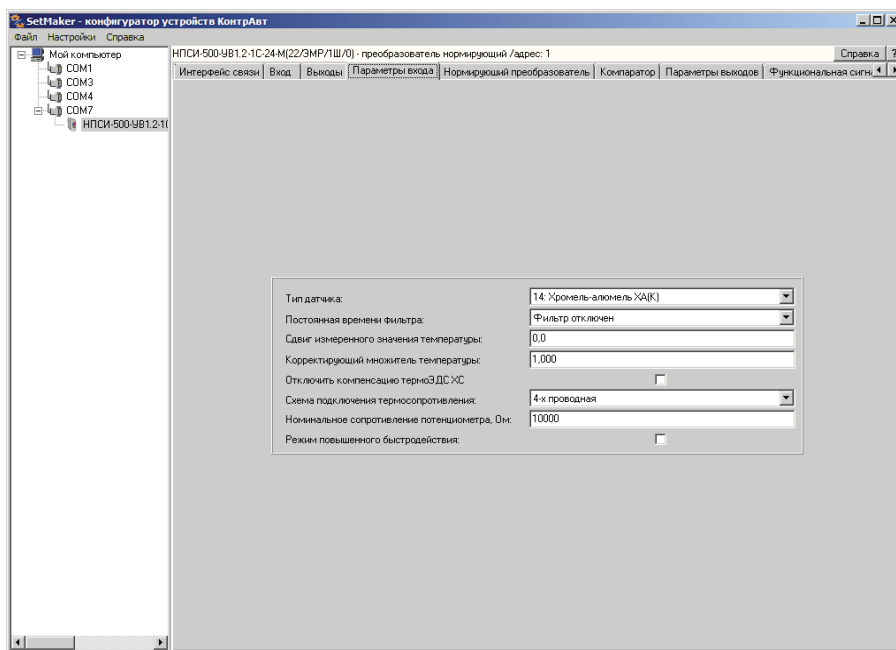 SetMaker - конфигуратор устройств КонтрАвт
Файл Настройки Справка
Мой компьютер
COM1
COM3
COM4
COM7
НПСИ-500-УВ1.2-1С
НПСИ-500-УВ1.2-1С-24-М(22/ЭМР/1Ш/0) - преобразователь нормирующий /адрес: 1
Справка ?
Интерфейс связи Вход Выходы Параметры входа Нормирующий преобразователь Компаратор Параметры выходов Функциональная сигна
Тип датчика: 14: Хромель-алюмель ХА(К)
Постоянная времени фильтра: Фильтр отключен
Сдвиг измеренного значения температуры: 0,0
Корректирующий множитель температуры: 1,000
Отключить компенсацию термоЭДС ХС
Схема подключения термосопротивления: 4-х проводная
Номинальное сопротивление потенциометра, Ом: 10000
Режим повышенного быстродействия: